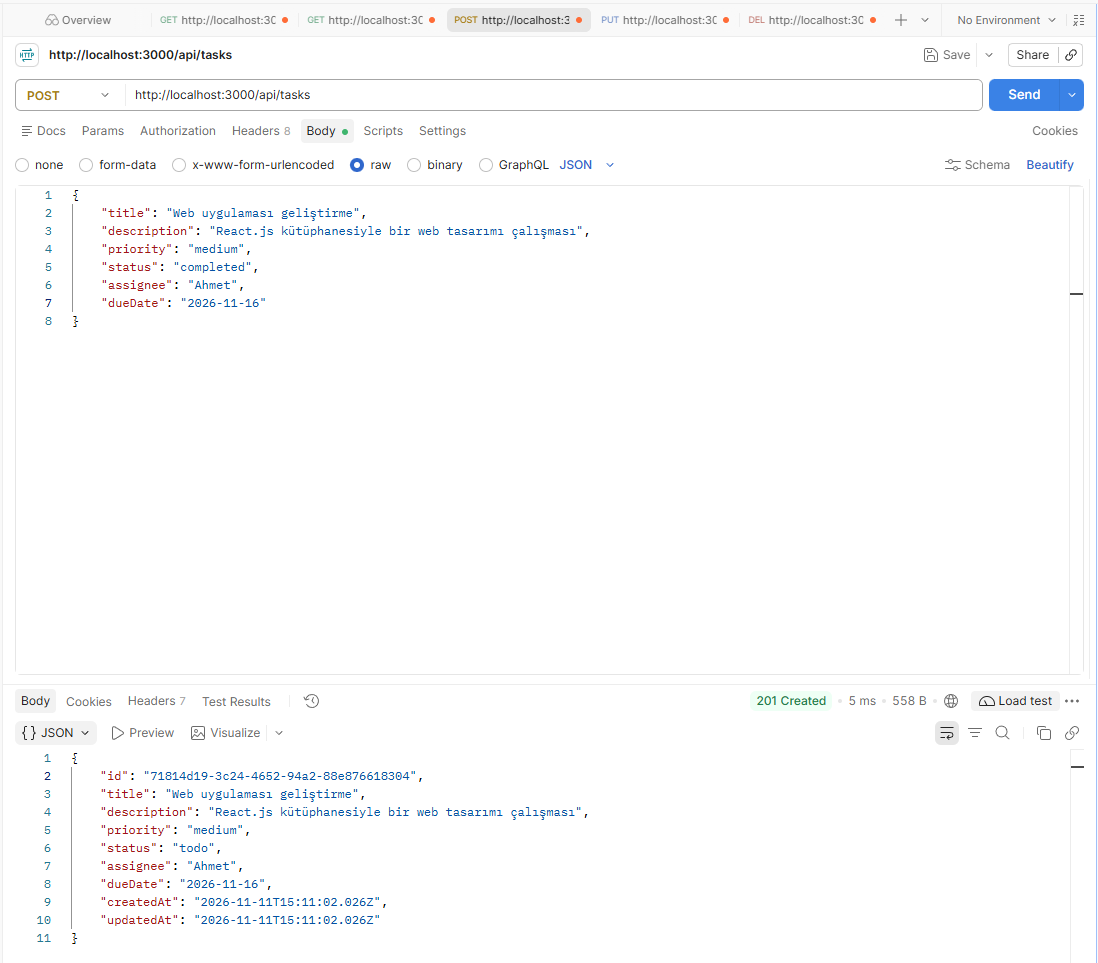 Overview GET http://localhost:30 GET http://localhost:30 POST http://localhost:3 PUT http://localhost:30 DEL http://localhost:30 No Environment
HTTP http://localhost:3000/api/tasks Save Share
POST http://localhost:3000/api/tasks Send
Docs Params Authorization Headers 8 Body Scripts Settings Cookies
none form-data x-www-form-urlencoded raw binary GraphQL JSON Schema Beautify
1 {
2 "title": "Web uygulaması geliştirme",
3 "description": "React.js kütüphanesiyle bir web tasarımı çalışması",
4 "priority": "medium",
5 "status": "completed",
6 "assignee": "Ahmet",
7 "dueDate": "2026-11-16"
8 }
Body Cookies Headers 7 Test Results 201 Created 5 ms 558 B Load test
{} JSON Preview Visualize
1 {
2 "id": "71814d19-3c24-4652-94a2-88e876618304",
3 "title": "Web uygulaması geliştirme",
4 "description": "React.js kütüphanesiyle bir web tasarımı çalışması",
5 "priority": "medium",
6 "status": "todo",
7 "assignee": "Ahmet",
8 "dueDate": "2026-11-16",
9 "createdAt": "2026-11-11T15:11:02.026Z",
10 "updatedAt": "2026-11-11T15:11:02.026Z"
11 }